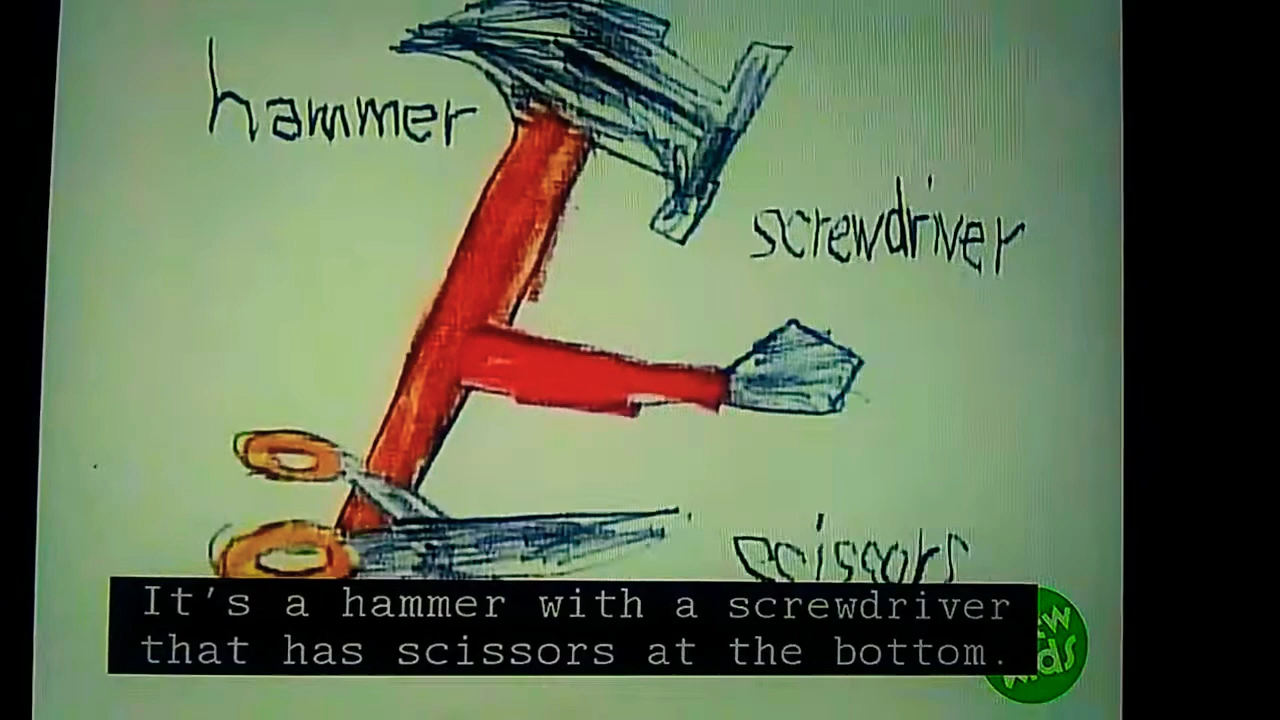 hammer
screwdriver
scissors
It's a hammer with a screwdriver
that has scissors at the bottom.